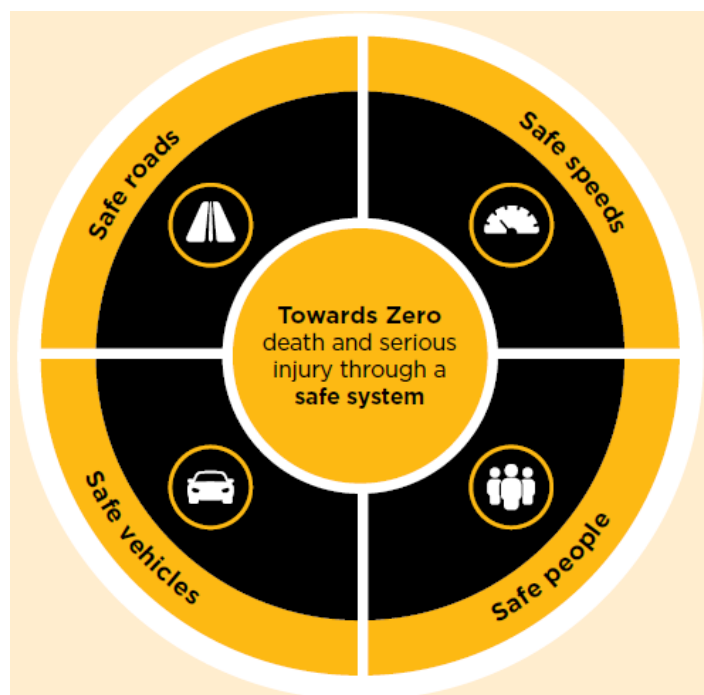 Safe roads
Safe speeds
Towards Zero
death and serious
injury through a
safe system
Safe vehicles
Safe people